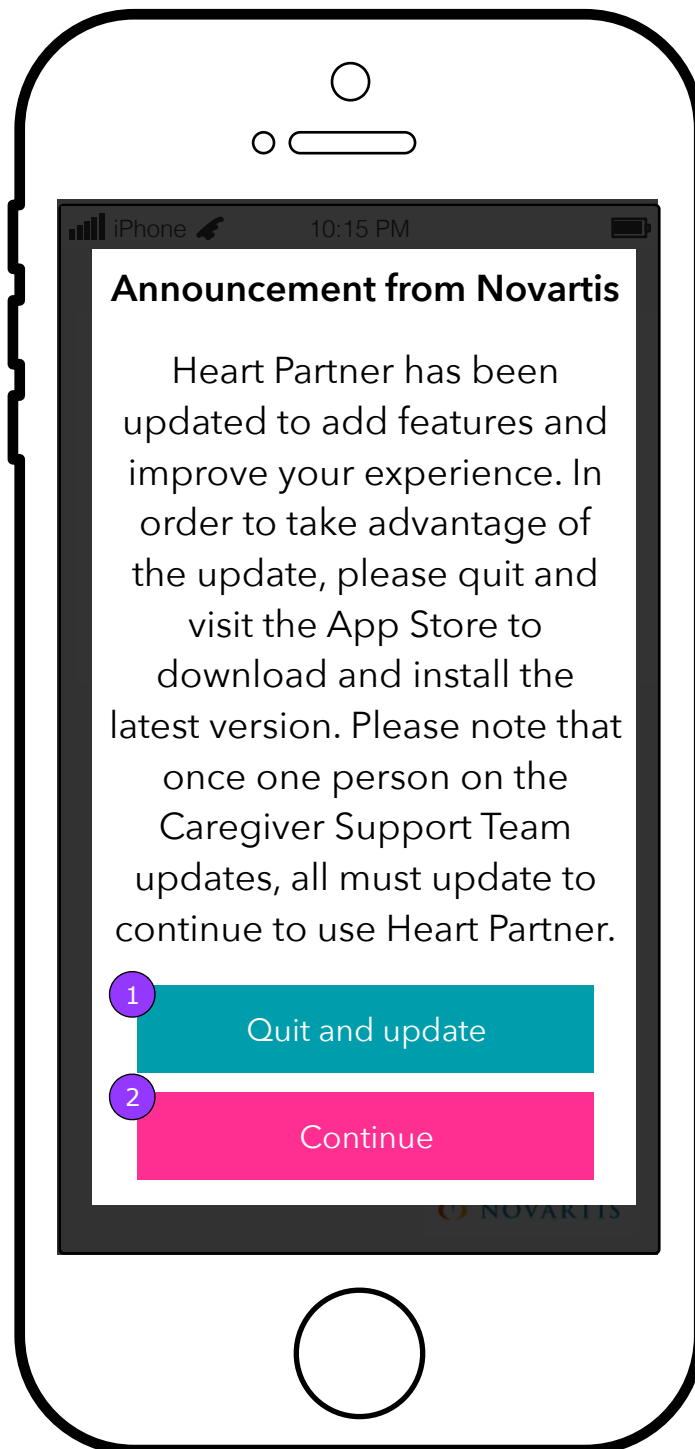 iPhone 10:15 PM
Announcement from Novartis
Heart Partner has been
updated to add features and
improve your experience. In
order to take advantage of
the update, please quit and
visit the App Store to
download and install the
latest version. Please note that
once one person on the
Caregiver Support Team
updates, all must update to
continue to use Heart Partner.
1
Quit and update
2
Continue
NOVARTIS